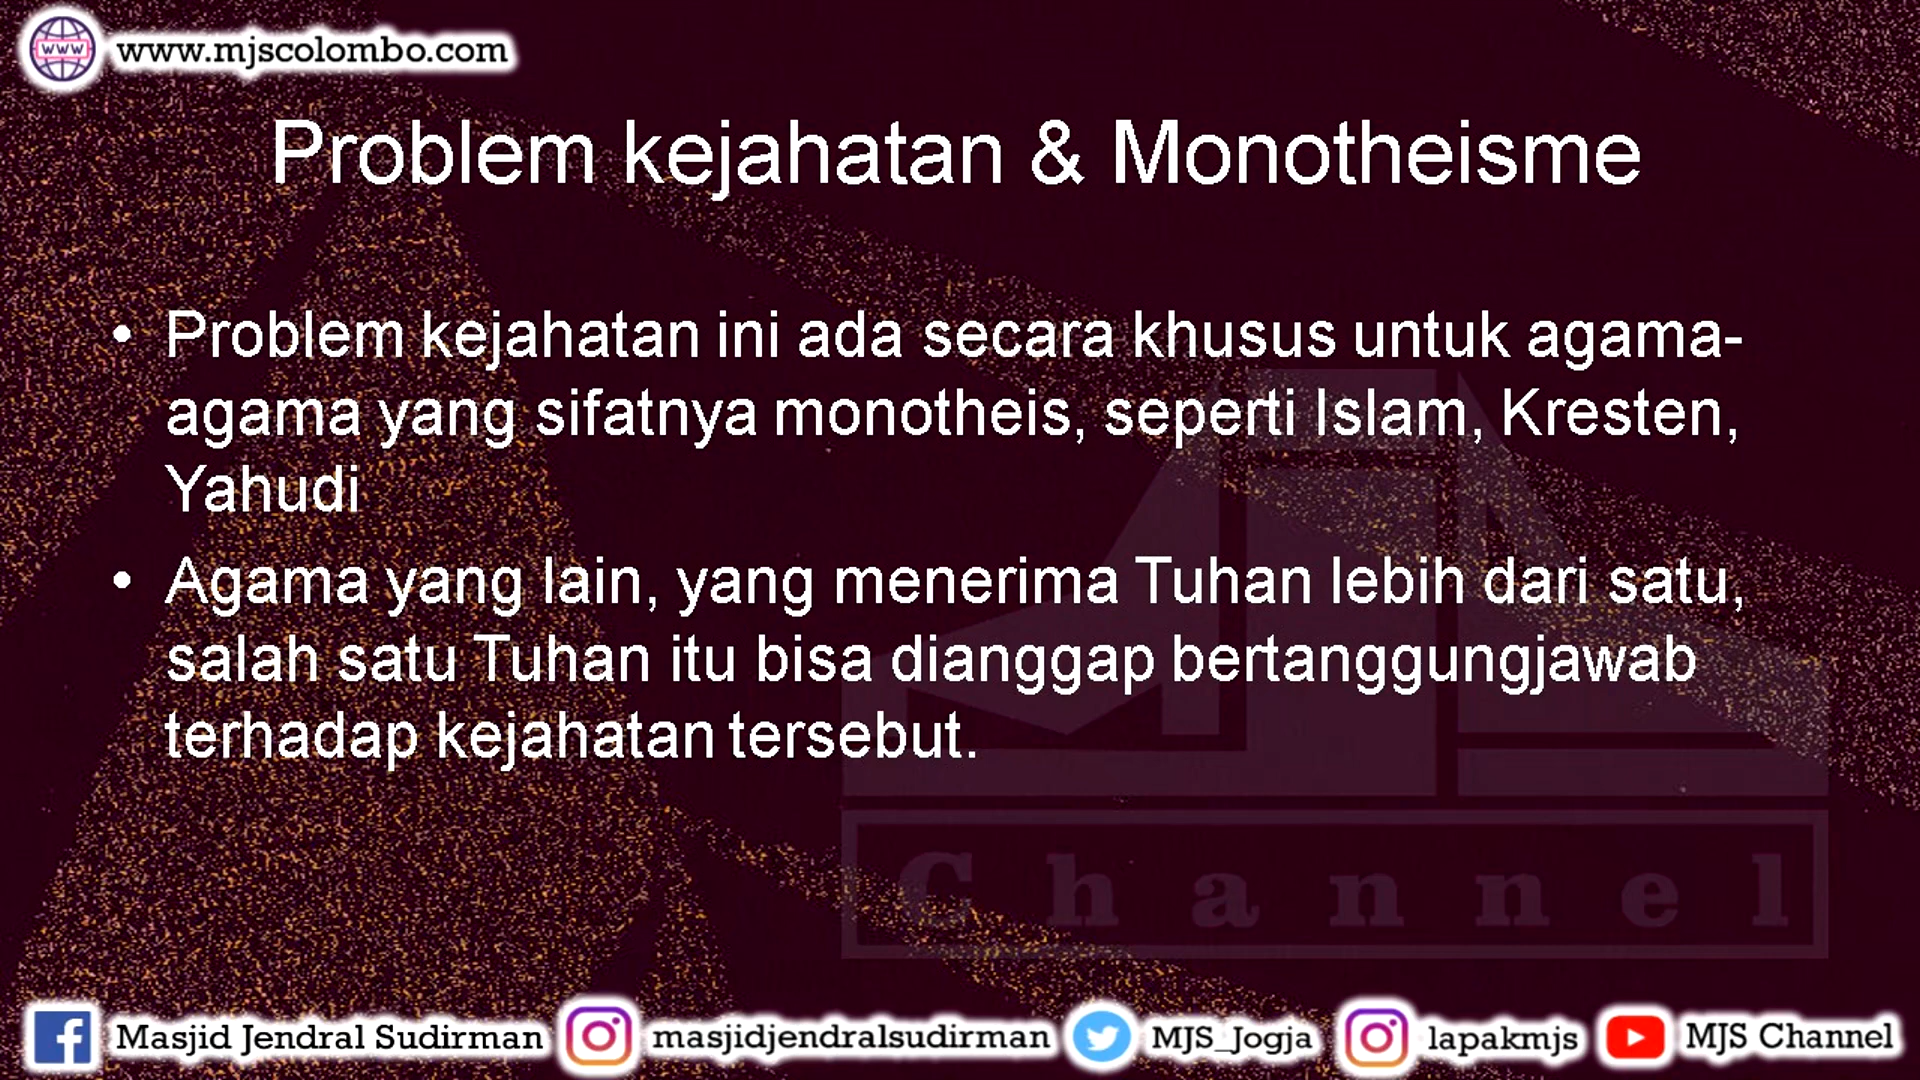 www
www.mjscolombo.com
Problem kejahatan & Monotheisme
• Problem kejahatan ini ada secara khusus untuk agama-
agama yang sifatnya monotheis, seperti Islam, Kresten,
Yahudi
• Agama yang lain, yang menerima Tuhan lebih dari satu,
salah satu Tuhan itu bisa dianggap bertanggungjawab
terhadap kejahatan tersebut.
Channel
Masjid Jendral Sudirman masjidjendralsudirman MJS_Jogja lapakmjs MJS Channel